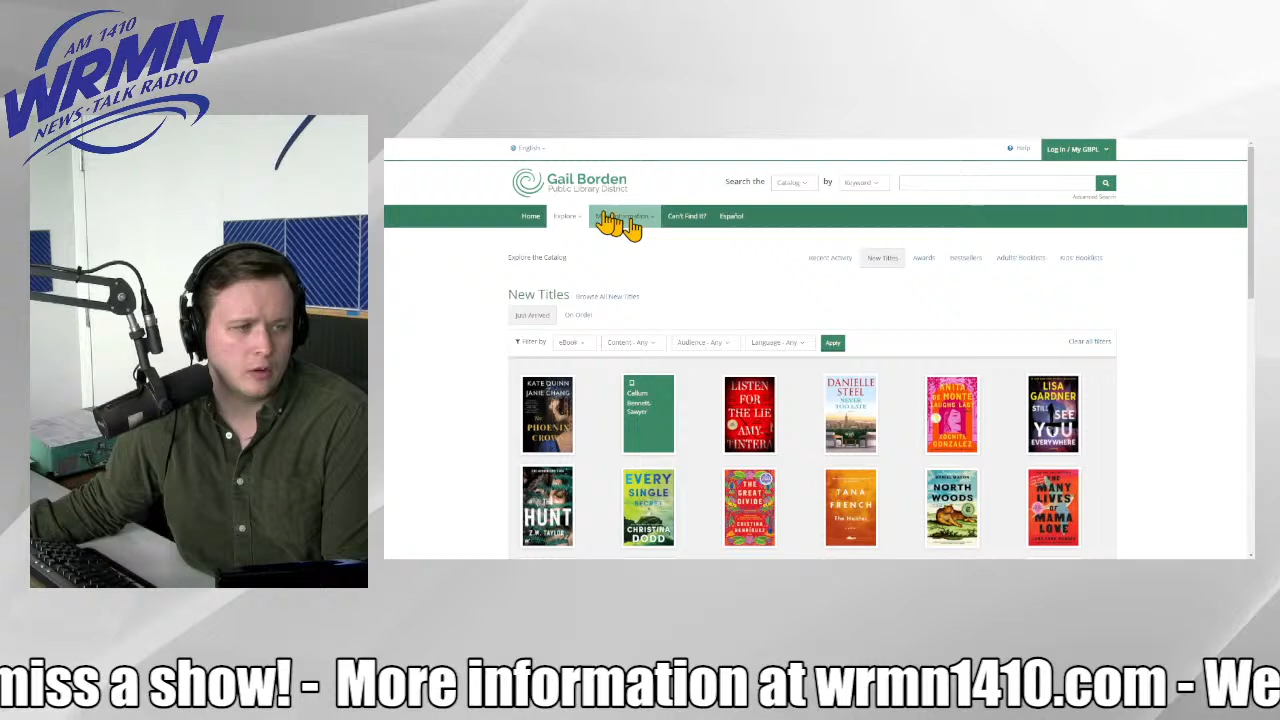 AM 1410
WRMN
NEWS·TALK RADIO
English
Help
Log In / My GBPL
Gail Borden
Public Library District
Search the
Catalog
by
Keyword
Advanced Search
Home
Explore
Information
Can't Find It?
Español
Explore the Catalog
Recent Activity
New Titles
Awards
Bestsellers
Adults' Booklists
Kids' Booklists
New Titles
Browse All New Titles
Just Arrived
On Order
Filter by
eBook
Content - Any
Audience - Any
Language - Any
Apply
Clear all filters
KATE QUINN
JANIE CHANG
The
PHOENIX
CROWN
Callum
Bennett-
Sawyer
LISTEN
FOR
THE LIE
AMY
TINTERA
DANIELLE
STEEL
NEVER
TOO LATE
ANITA
DE MONTE
LAUGHS LAST
XOCHITL
GONZALEZ
LISA
GARDNER
STILL
SEE
YOU
EVERYWHERE
THE
HUNT
Z.W. TAYLOR
EVERY
SINGLE
SECRET
CHRISTINA
DODD
THE
GREAT
DIVIDE
CRISTINA
HENRÍQUEZ
TANA
FRENCH
The Hunter
DANIEL MASON
NORTH
WOODS
THE
MANY
LIVES
OF
MAMA
LOVE
miss a show! - More information at wrmn1410.com - We